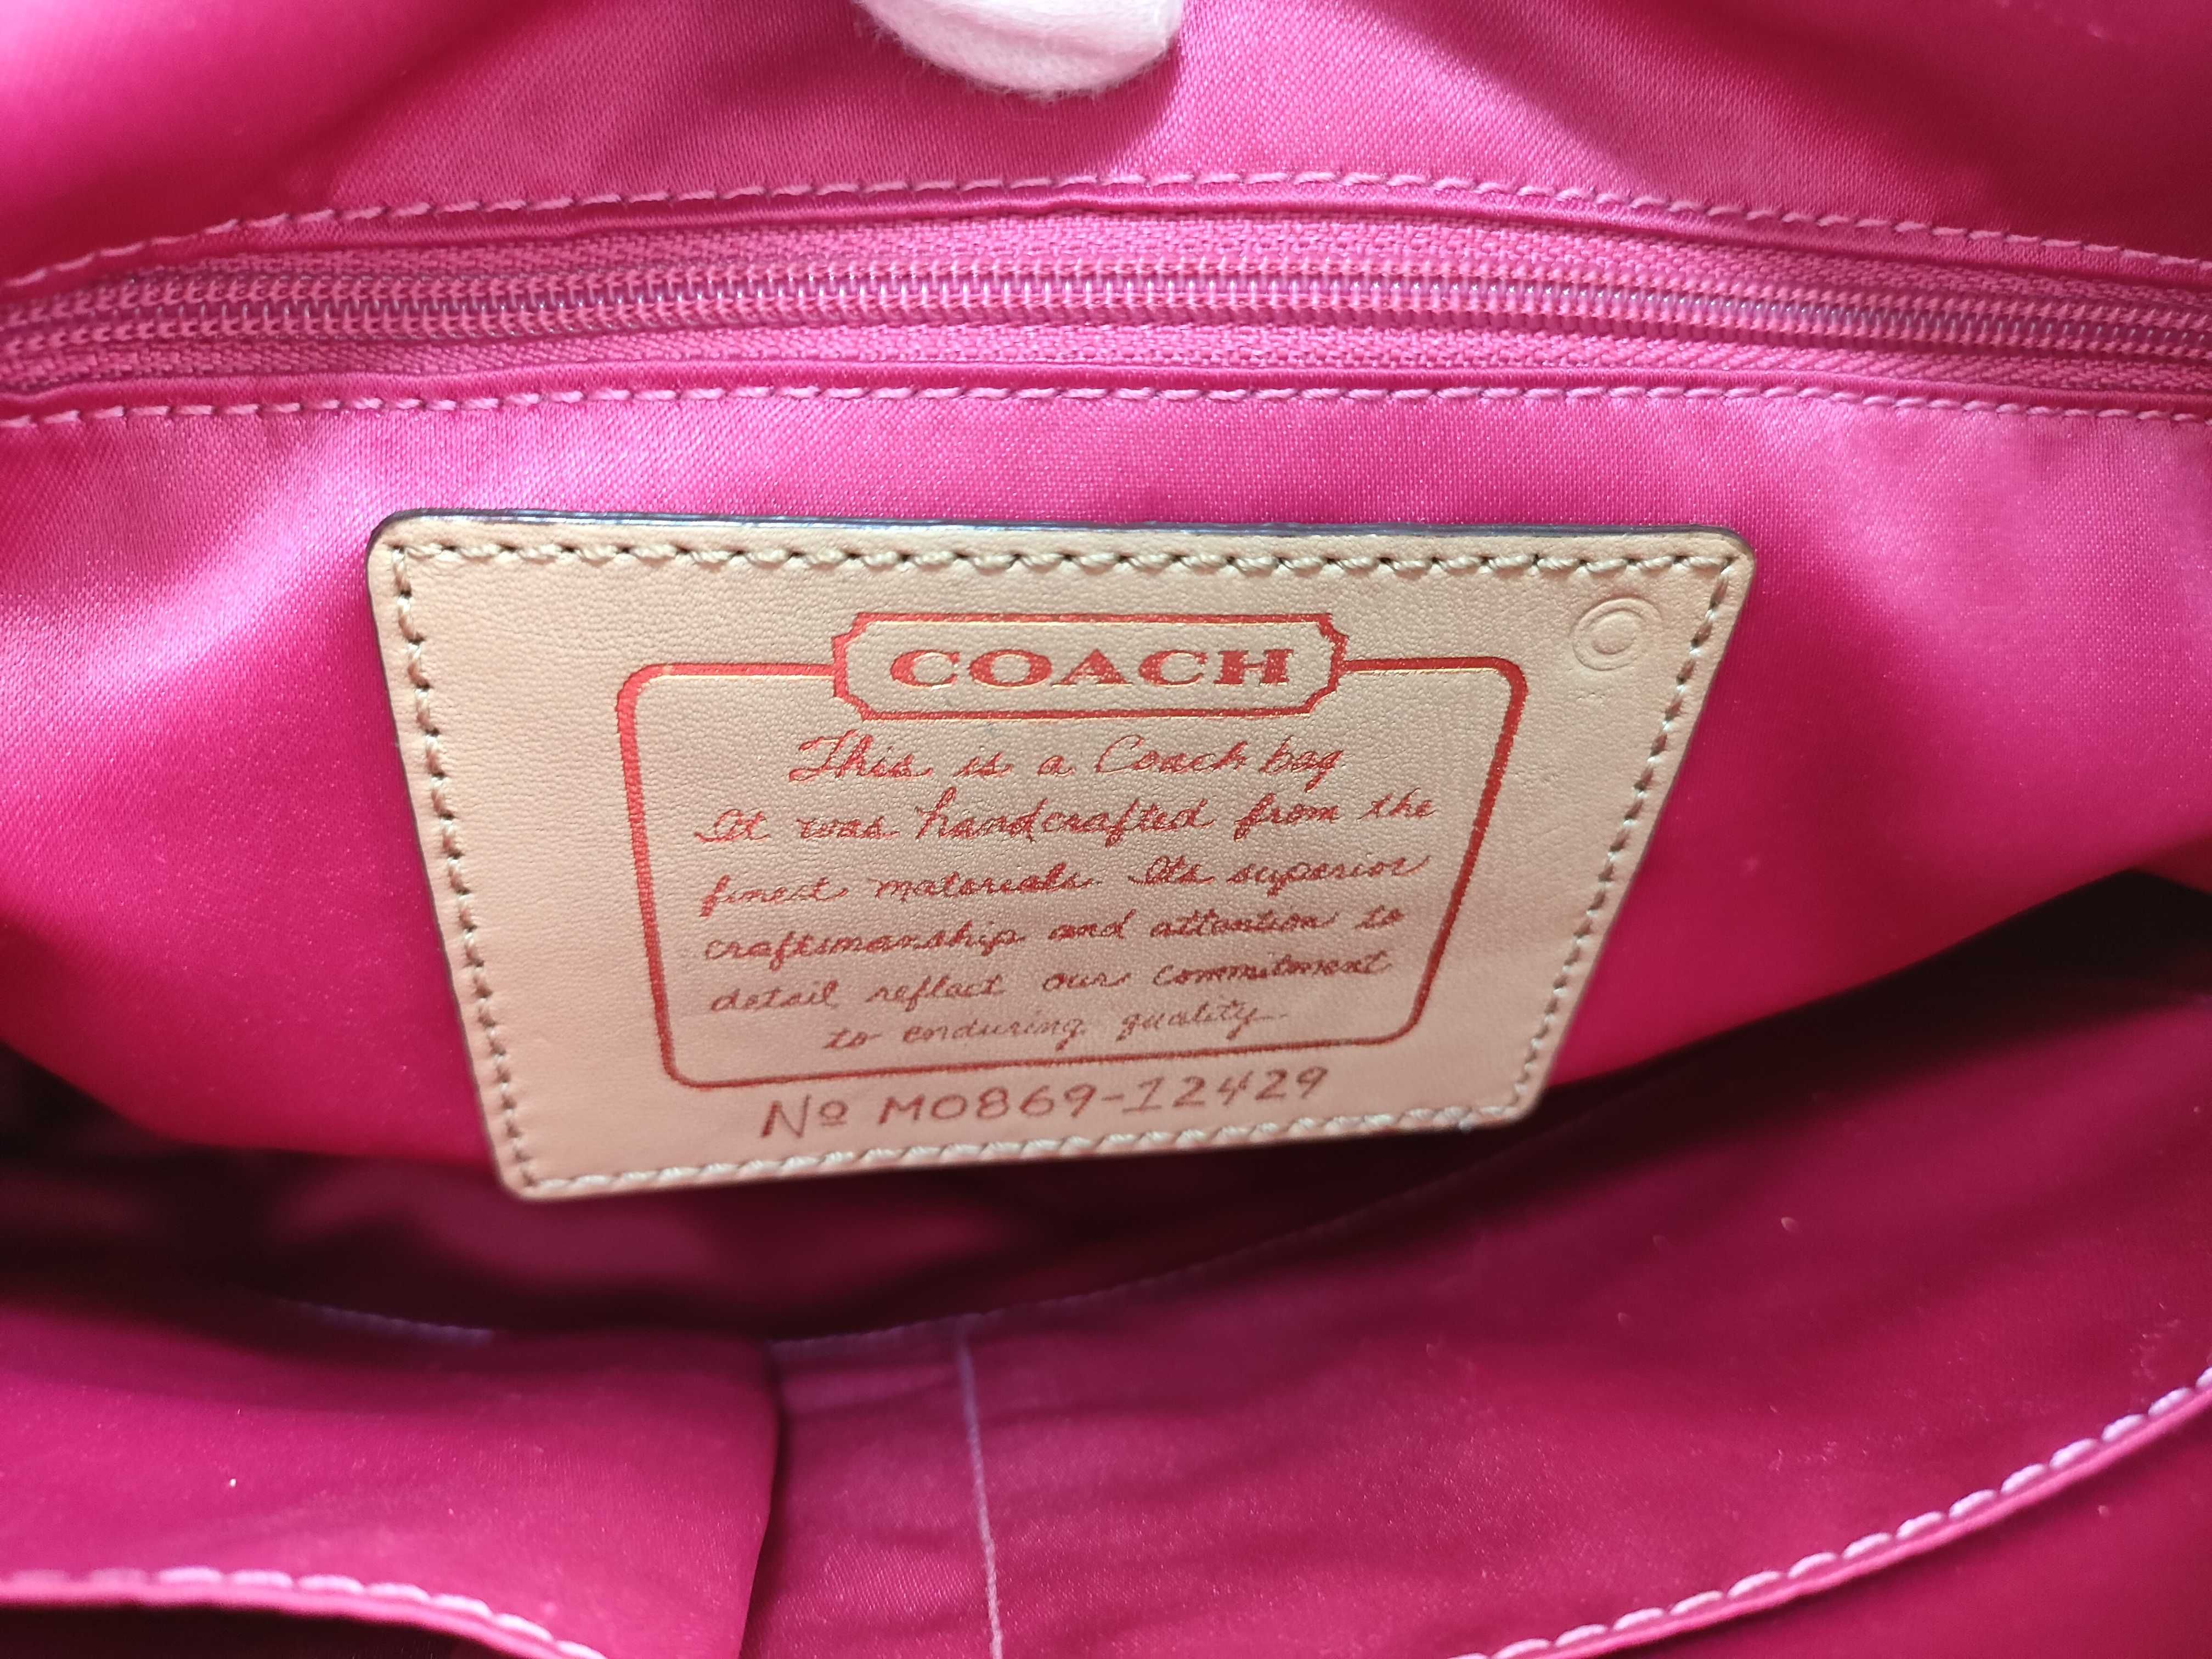 COACH
This is a Coach bag
It was handcrafted from the
finest materials. Its superior
craftsmanship and attention to
detail reflect our commitment
to enduring quality.
Nº M0869-12429